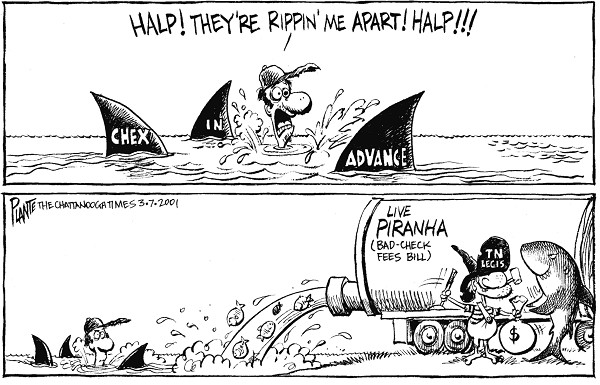 HALP! THEY'RE RIPPIN' ME APART! HALP!!!
CHEX
IN
ADVANCE
PLANTE THE CHATTANOOGA TIMES 3·7·2001
LIVE
PIRANHA
(BAD-CHECK
FEES BILL)
TN
LEGIS
$